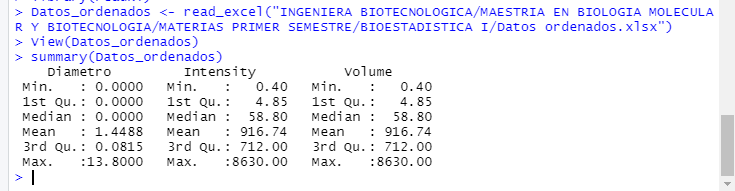 > Datos_ordenados <- read_excel("INGENIERA BIOTECNOLOGICA/MAESTRIA EN BIOLOGIA MOLECULA
R Y BIOTECNOLOGIA/MATERIAS PRIMER SEMESTRE/BIOESTADISTICA I/Datos ordenados.xlsx")
> View(Datos_ordenados)
> summary(Datos_ordenados)
    Diametro         Intensity           Volume
 Min.   : 0.0000   Min.   :   0.40   Min.   :   0.40
 1st Qu.: 0.0000   1st Qu.:   4.85   1st Qu.:   4.85
 Median : 0.0000   Median :  58.80   Median :  58.80
 Mean   : 1.4488   Mean   : 916.74   Mean   : 916.74
 3rd Qu.: 0.0815   3rd Qu.: 712.00   3rd Qu.: 712.00
 Max.   :13.8000   Max.   :8630.00   Max.   :8630.00
>